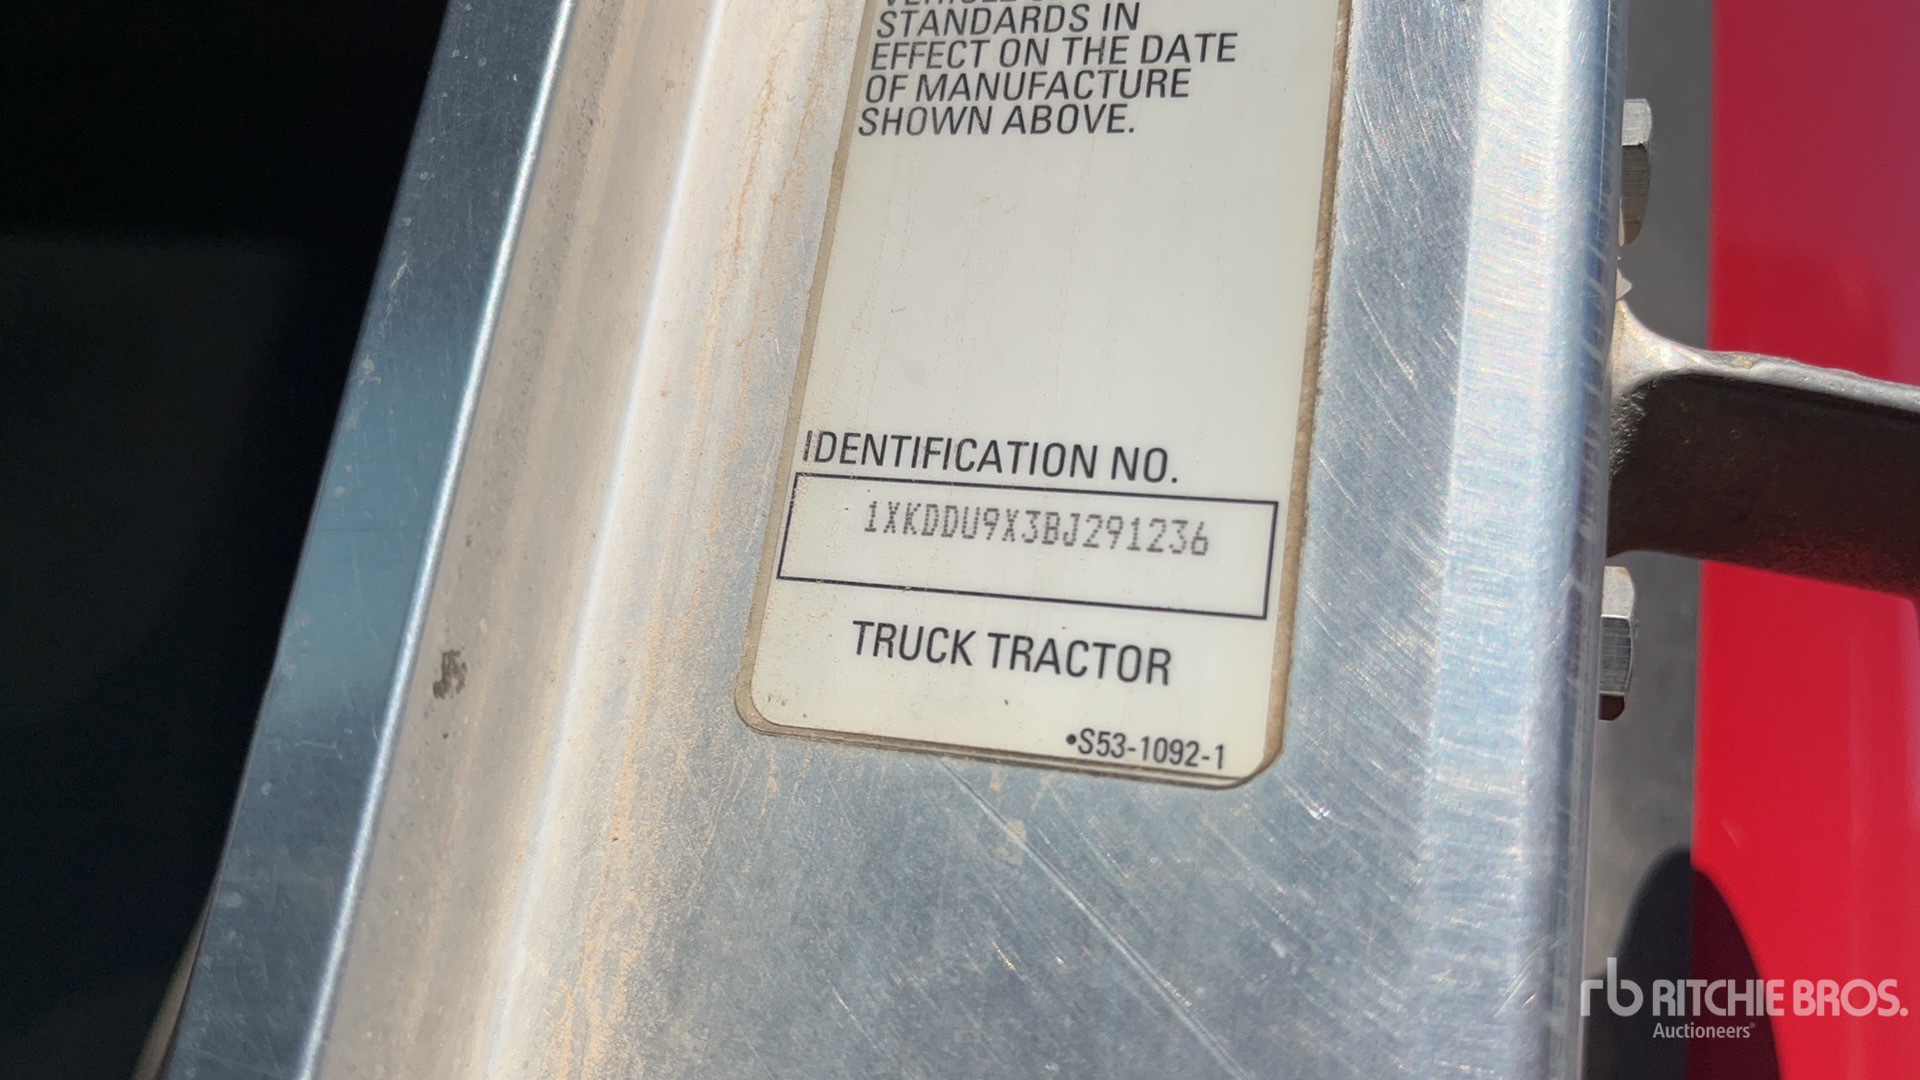 STANDARDS IN
EFFECT ON THE DATE
OF MANUFACTURE
SHOWN ABOVE.
IDENTIFICATION NO.
1XKDDU9X3BJ291236
TRUCK TRACTOR
•S53-1092-1
rb RITCHIE BROS.
Auctioneers®